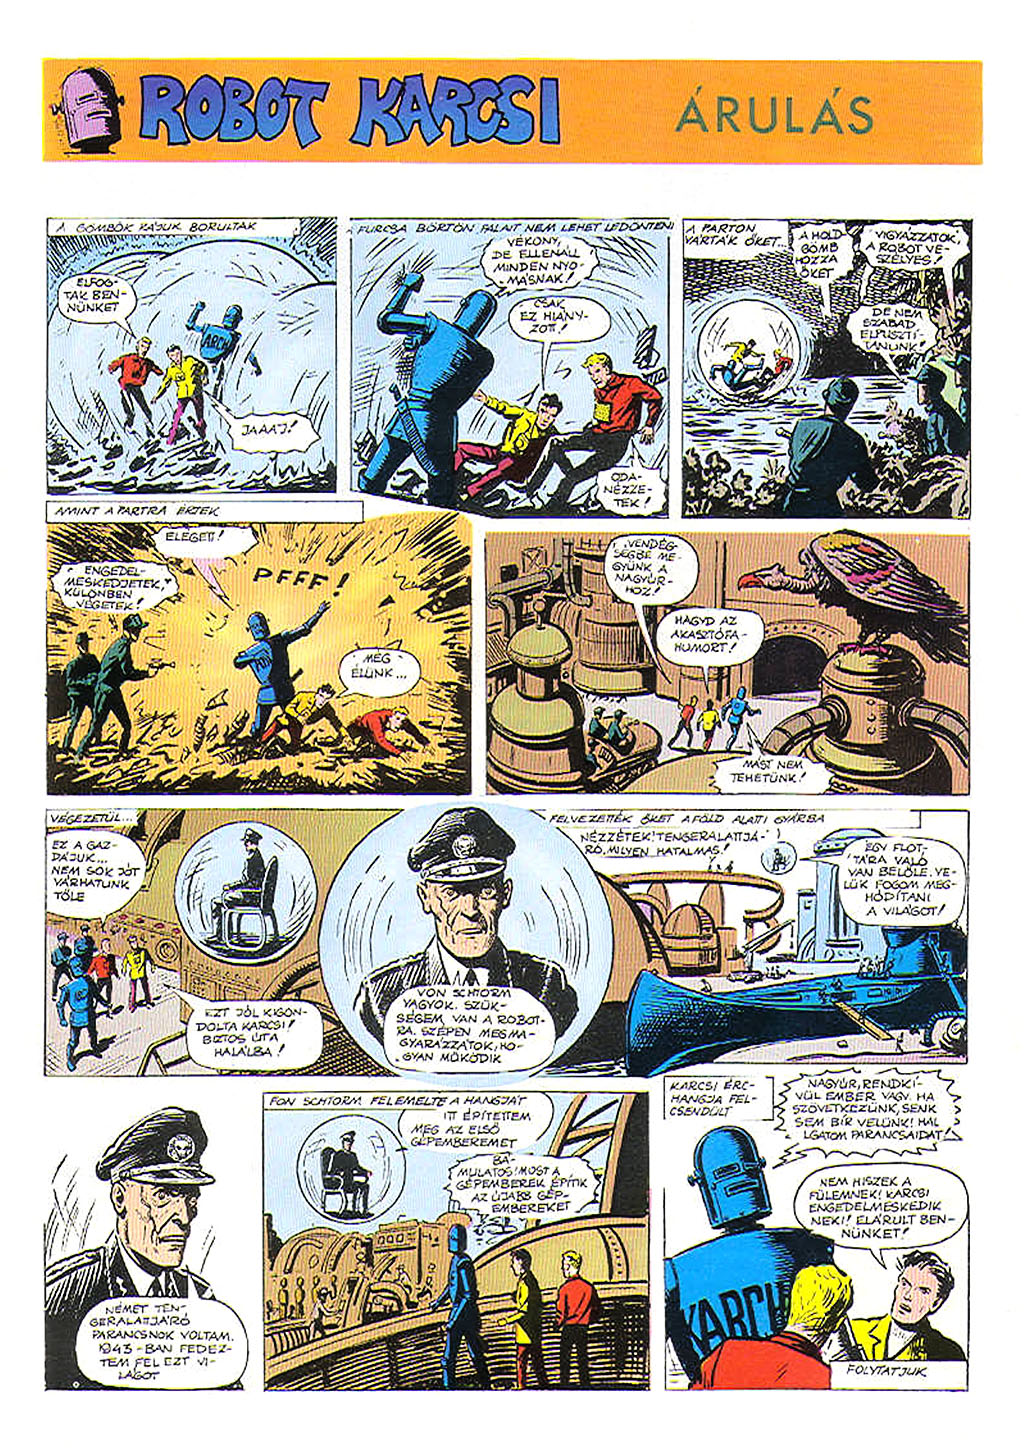 ROBOT KARCSI
ÁRULÁS
A GÖMBÖK RÁJUK BORULTAK
ELFOG-
TAK BEN-
NÜNKET
ARCH
JAAAJ!
A FURCSA BÖRTÖN FALAIT NEM LEHET LEDÖNTENI
VÉKONY,
DE ELLENÁLL
MINDEN NYO-
MÁSNAK!
CSAK
EZ HIÁNY-
ZOTT!
ODA-
NÉZZE-
TEK!
A PARTON
VÁRTÁK ŐKET...
A HOLD
GÖMB
HOZZA
ŐKET
VIGYÁZZATOK,
A ROBOT VE-
SZÉLYES!
DE NEM
SZABAD
ELPUSZTÍ-
TANUNK!
AMINT A PARTRA ÉRTEK
ELÉGETT!
ENGEDEL-
MESKEDJETEK,
KÜLÖNBEN
VÉGETEK!
PFFF!
MÉG
ÉLÜNK...
VENDÉG-
SÉGBE ME-
GYÜNK A
NAGYÚR-
HOZ!
HAGYD AZ
AKASZTÓFA-
HUMORT!
MÁST NEM
TEHETÜNK!
VÉGEZETÜL...
EZ A GAZ-
DÁJUK...
NEM SOK JÓT
VÁRHATUNK
TŐLE
EZT JÓL KIGON-
DOLTA KARCSI!
BIZTOS ÚT A
HALÁLBA!
VON SCHTORM
VAGYOK. SZÜK-
SÉGEM VAN A ROBOT-
RA. SZÉPEN MEGMA-
GYARÁZZÁTOK, HO-
GYAN MŰKÖDIK
FELVEZETTÉK ŐKET A FÖLD ALATTI GYÁRBA
NÉZZÉTEK! TENGERALATTJÁ-
RÓ, MILYEN HATALMAS!
EGY FLOT-
TÁRA VALÓ
VAN BELŐLE. VE-
LÜK FOGOM MEG-
HÓDÍTANI
A VILÁGOT!
NÉMET TEN-
GERALATTJÁRÓ
PARANCSNOK VOLTAM.
1943-BAN FEDEZ-
TEM FEL EZT VI-
LÁGOT
FON SCHTORM FELEMELTE A HANGJÁT
ITT ÉPÍTETTEM
MEG AZ ELSŐ
GÉPEMBEREMET
BÁ-
MULATOS! MOST A
GÉPEMBEREK ÉPÍTIK
AZ ÚJABB GÉP-
EMBEREKET
KARCSI ÉRC-
HANGJA FEL-
CSENDÜLT
NAGYÚR, RENDKÍ-
VÜL EMBER VAGY. HA
SZÖVETKEZÜNK, SENK
SEM BÍR VELÜNK! HAL
LGATOM PARANCSAIDAT!
NEM HISZEK A
FÜLEMNEK! KARCSI
ENGEDELMESKEDIK
NEKI! ELÁRULT BEN-
NÜNKET!
KARCH
FOLYTATJUK